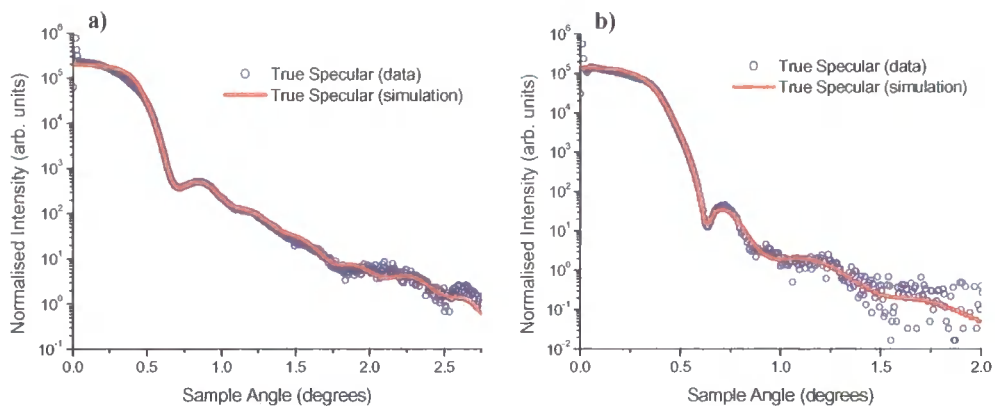 a)
10^6
10^5
10^4
10^3
10^2
10^1
10^0
10^-1
Normalised Intensity (arb. units)
True Specular (data)
True Specular (simulation)
0.0 0.5 1.0 1.5 2.0 2.5
Sample Angle (degrees)
b)
10^6
10^5
10^4
10^3
10^2
10^1
10^0
10^-1
10^-2
Normalised Intensity (arb. units)
True Specular (data)
True Specular (simulation)
0.0 0.5 1.0 1.5 2.0
Sample Angle (degrees)